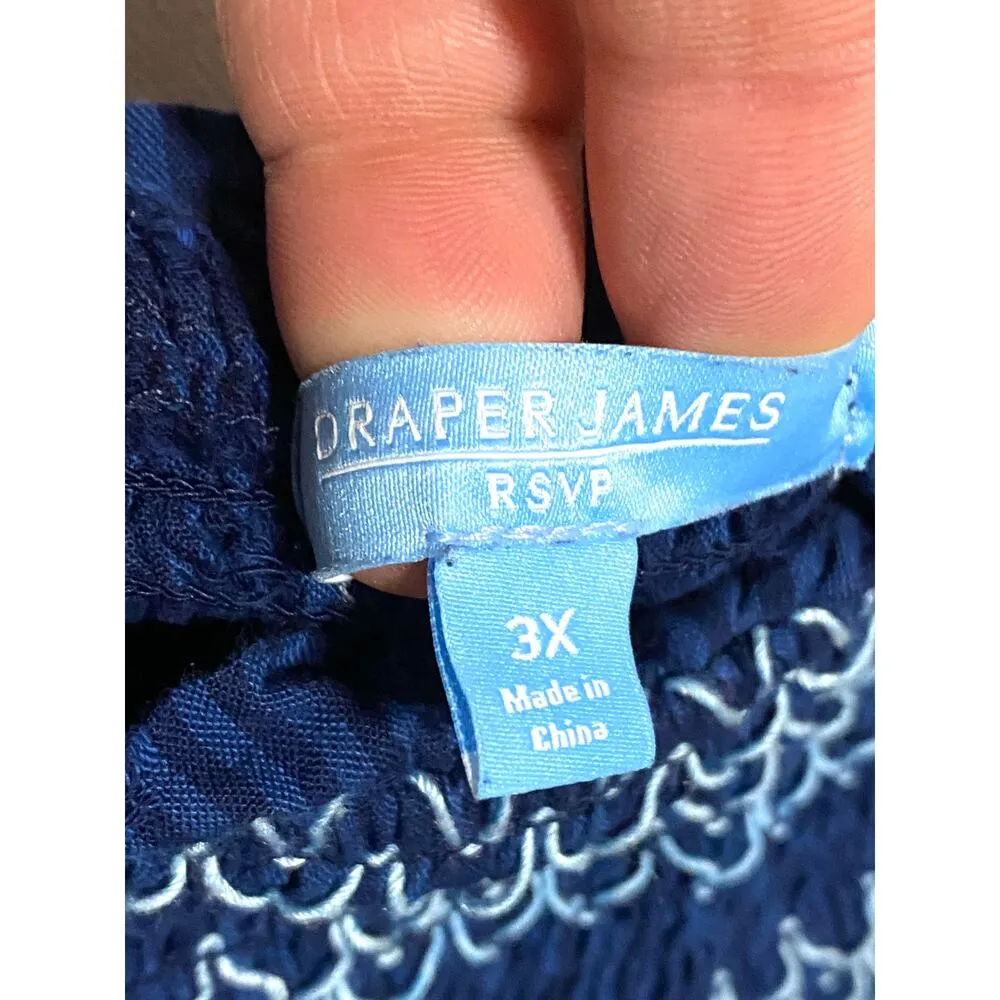 DRAPER JAMES
RSVP
3X
Made in
China